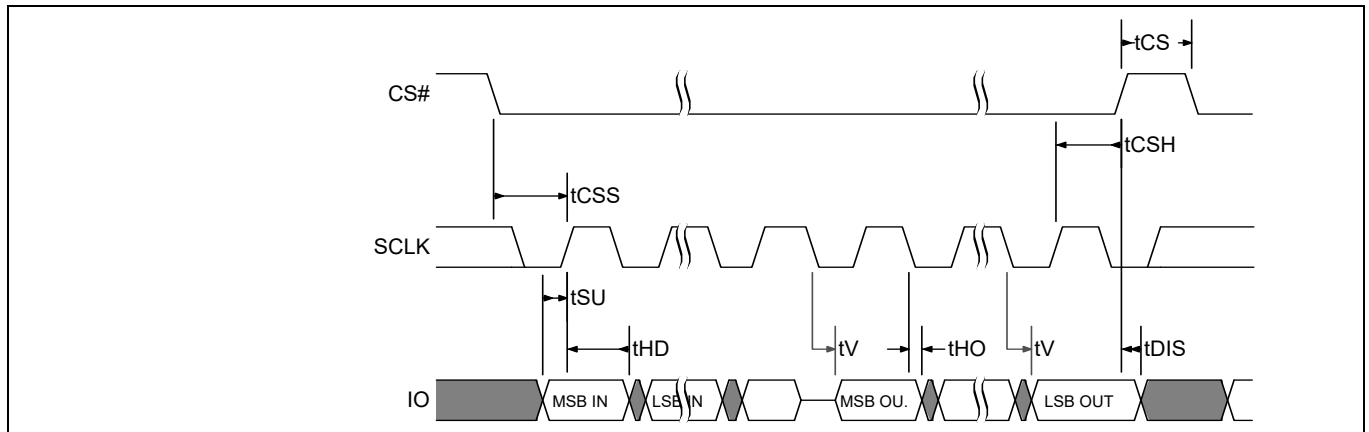 tCS
CS#
tCSH
tCSS
SCLK
tSU
tHD
tV
tHO
tV
tDIS
IO
MSB IN
LSB IN
MSB OU.
LSB OUT